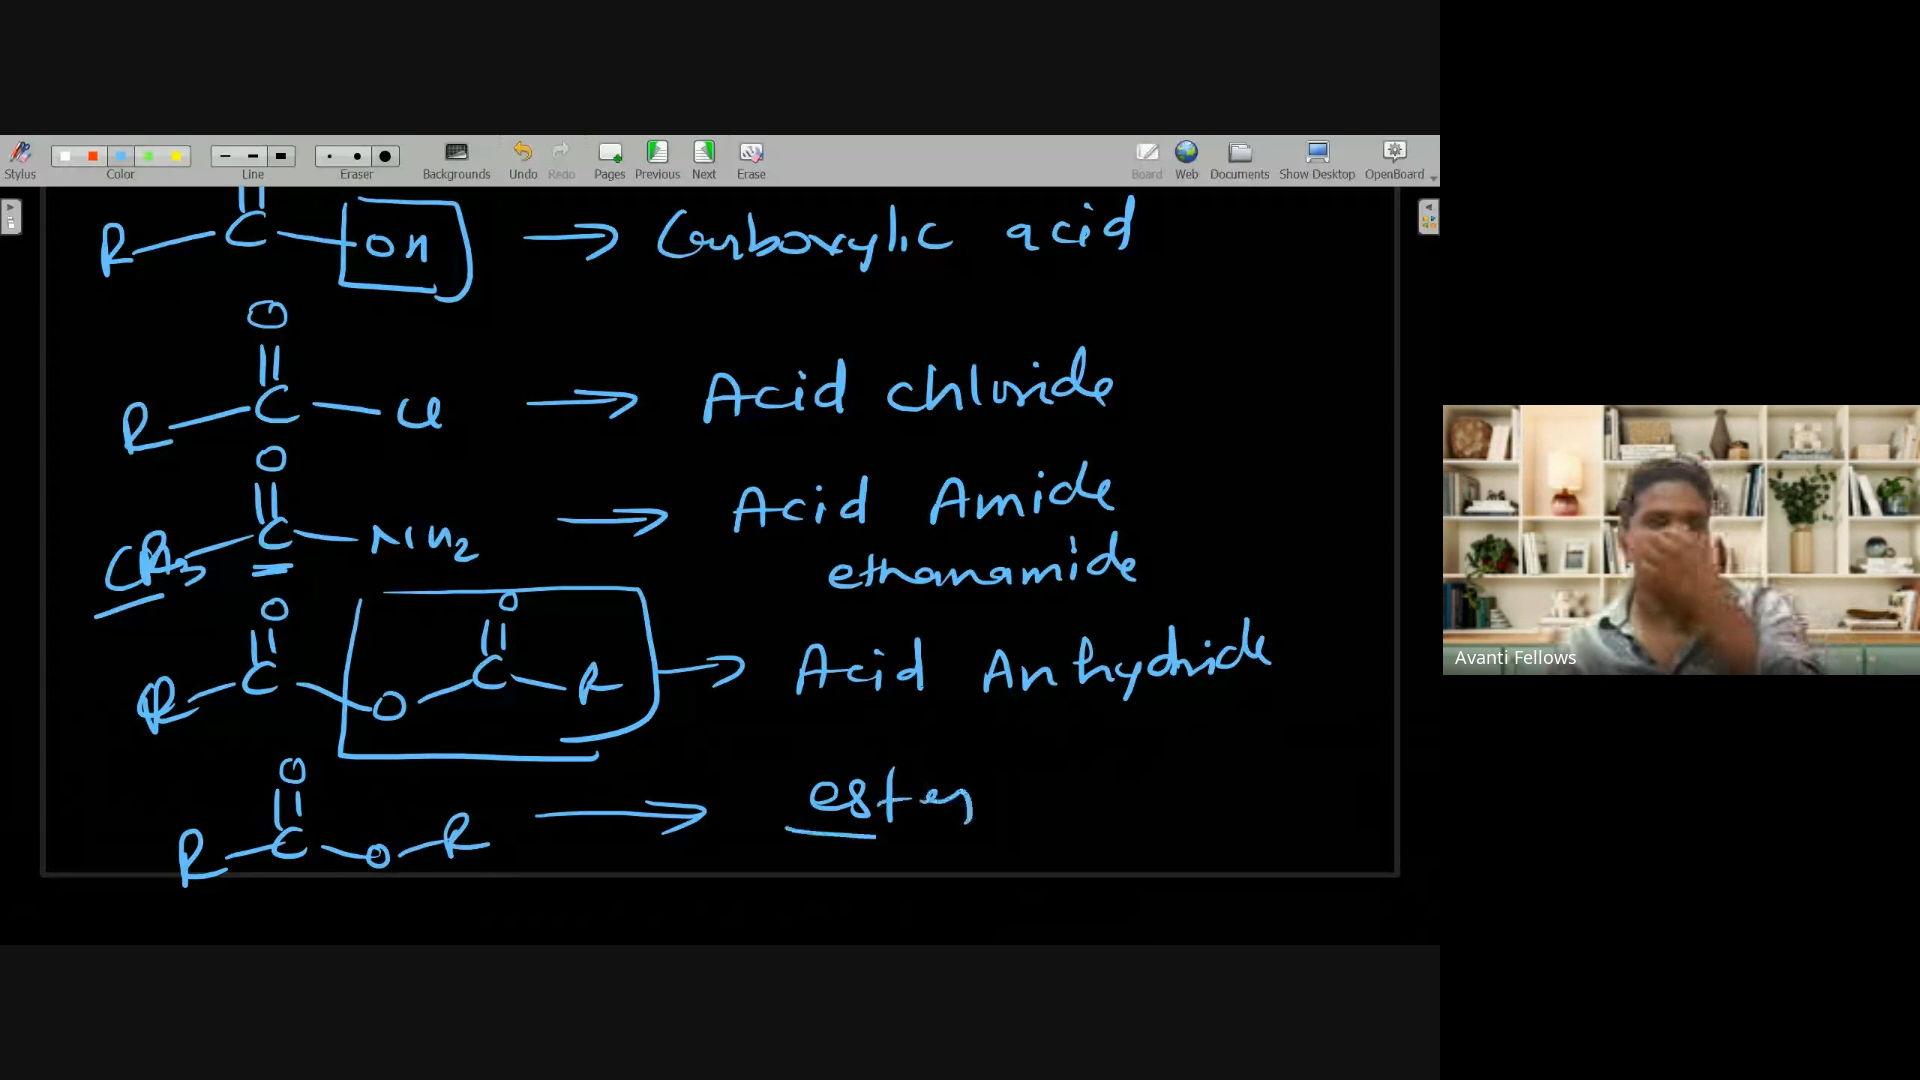 Stylus Color Line Eraser Backgrounds Undo Redo Pages Previous Next Erase Board Web Documents Show Desktop OpenBoard
R C OH → Carboxylic acid
O
R C Cl → Acid chloride
O
CH3 C NH2 → Acid Amide
ethanamide
O O
R C O C R → Acid Anhydride
O
R C O R → ester
Avanti Fellows